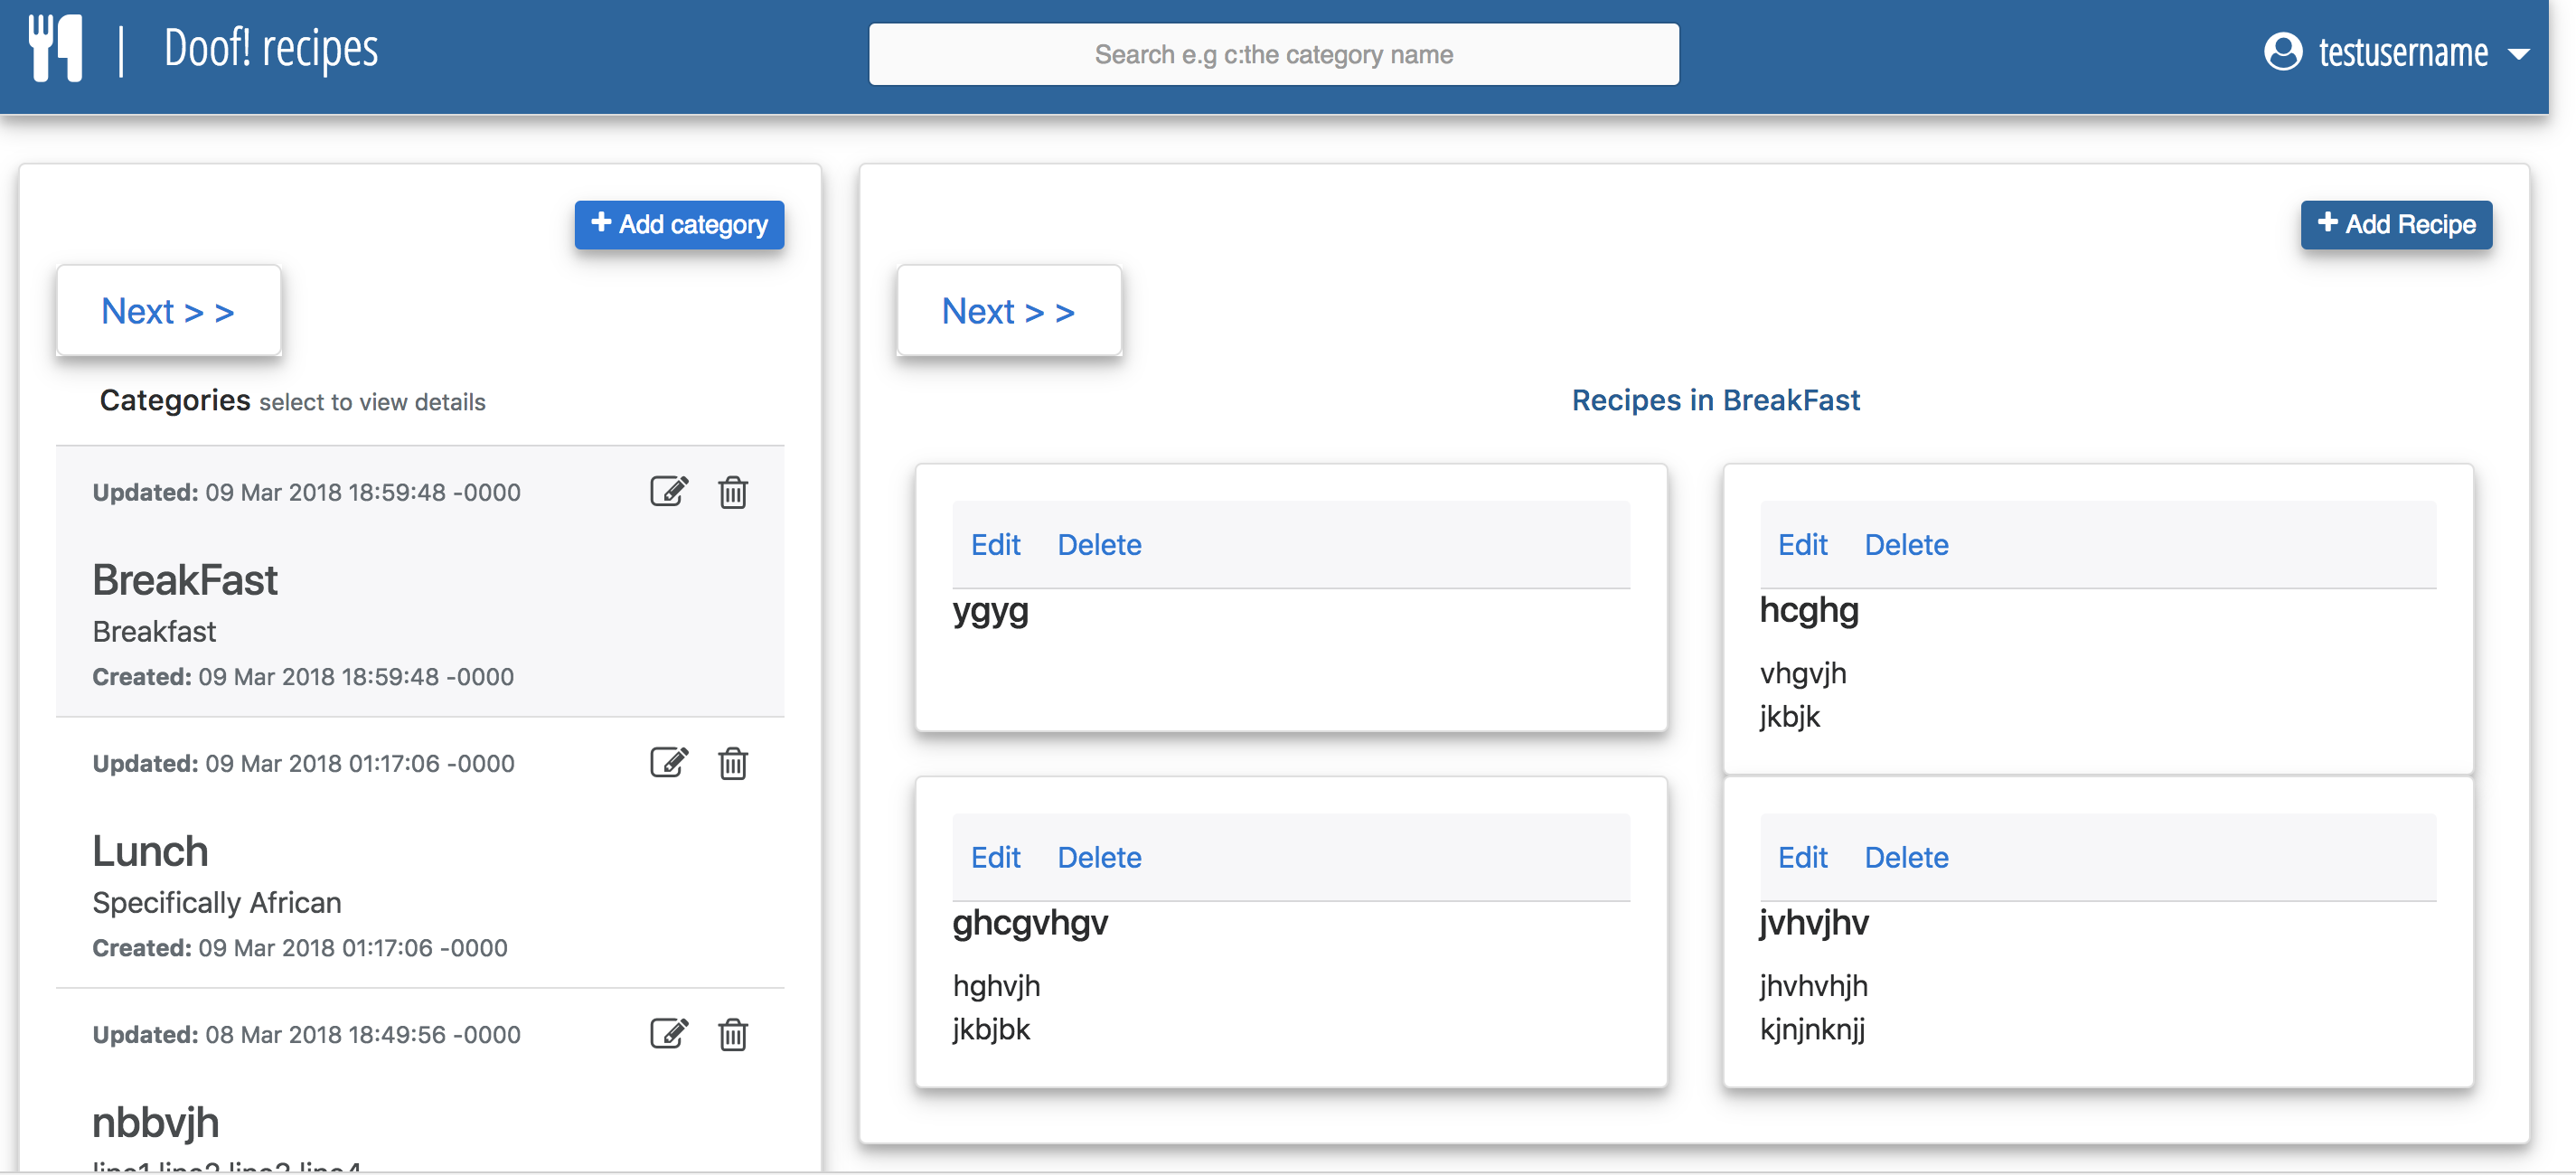 Doof! recipes
Search e.g c:the category name
testusername
Add category
Next > >
Categories select to view details
Updated: 09 Mar 2018 18:59:48 -0000
BreakFast
Breakfast
Created: 09 Mar 2018 18:59:48 -0000
Updated: 09 Mar 2018 01:17:06 -0000
Lunch
Specifically African
Created: 09 Mar 2018 01:17:06 -0000
Updated: 08 Mar 2018 18:49:56 -0000
nbbvjh
line1 line2 line3 line4
Add Recipe
Next > >
Recipes in BreakFast
Edit Delete
ygyg
Edit Delete
hcghg
vhgvjh
jkbjk
Edit Delete
ghcgvhgv
hghvjh
jkbjbk
Edit Delete
jvhvjhv
jhvhvhjh
kjnjnknjj